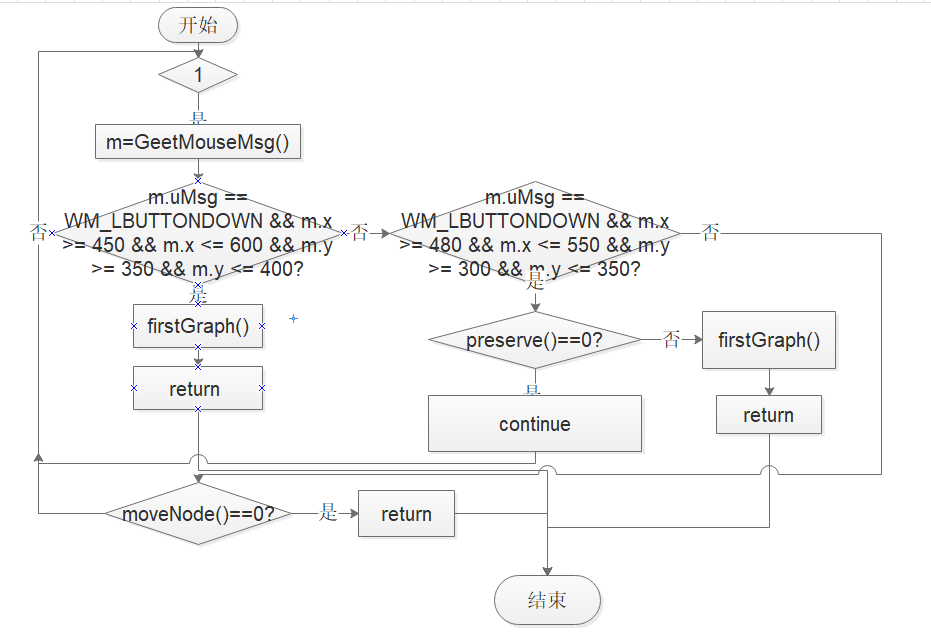 开始
1
是
m=GeetMouseMsg()
m.uMsg ==
WM_LBUTTONDOWN && m.x
>= 450 && m.x <= 600 && m.y
>= 350 && m.y <= 400?
否
否
m.uMsg ==
WM_LBUTTONDOWN && m.x
>= 480 && m.x <= 550 && m.y
>= 300 && m.y <= 350?
否
是
是
firstGraph()
preserve()==0?
否
firstGraph()
return
是
continue
return
moveNode()==0?
是
return
结束